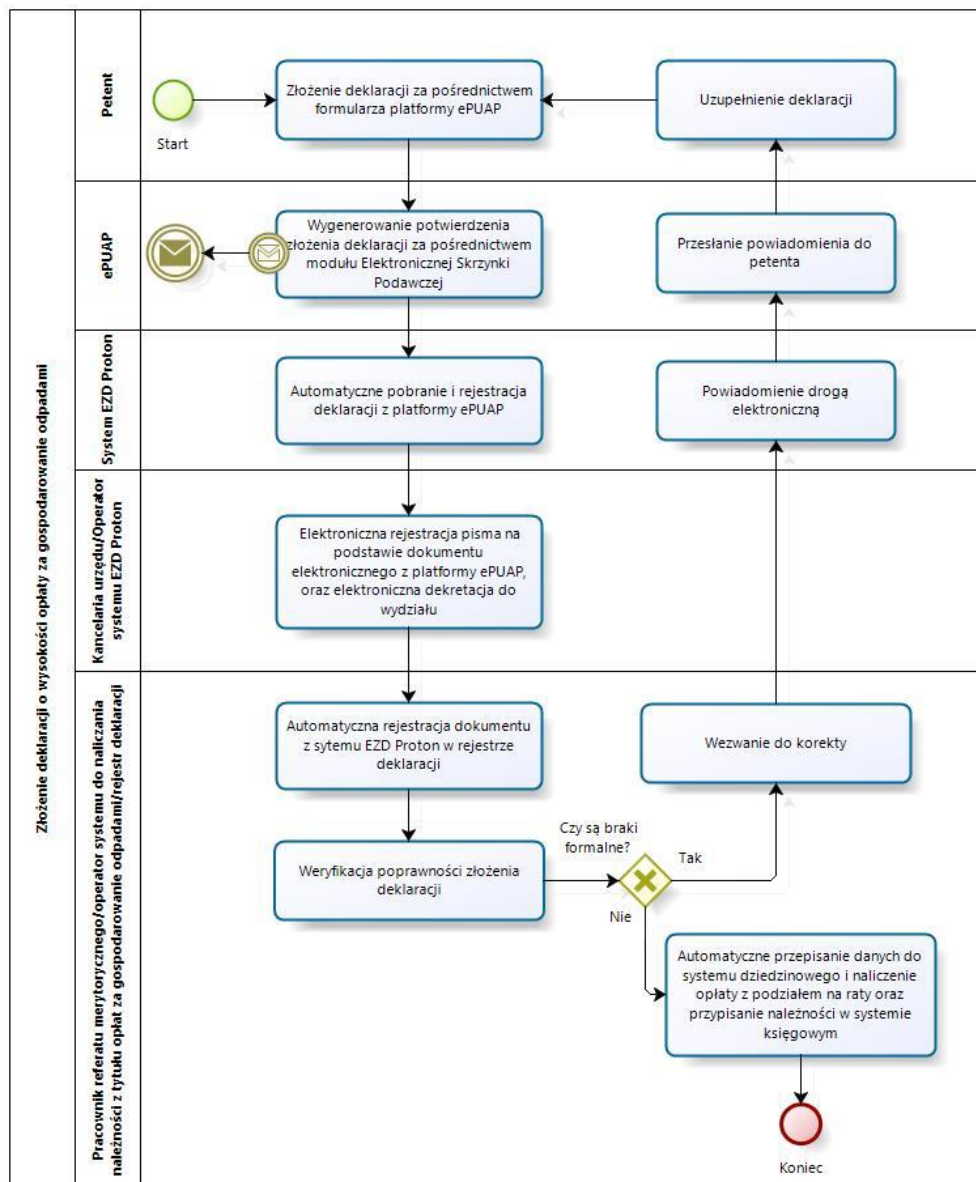 Złożenie deklaracji o wysokości opłaty za gospodarowanie odpadami
Petent
Start
Złożenie deklaracji za pośrednictwem
formularza platformy ePUAP
Uzupełnienie deklaracji
ePUAP
Wygenerowanie potwierdzenia
złożenia deklaracji za pośrednictwem
modułu Elektronicznej Skrzynki
Podawczej
Przesłanie powiadomienia do
petenta
System EZD Proton
Automatyczne pobranie i rejestracja
deklaracji z platformy ePUAP
Powiadomienie drogą
elektroniczną
Kancelaria urzędu/Operator
systemu EZD Proton
Elektroniczna rejestracja pisma na
podstawie dokumentu
elektronicznego z platformy ePUAP,
oraz elektroniczna dekretacja do
wydziału
Pracownik referatu merytorycznego/operator systemu do naliczania
należności z tytułu opłat za gospodarowanie odpadami/rejestr deklaracji
Automatyczna rejestracja dokumentu
z sytemu EZD Proton w rejestrze
deklaracji
Wezwanie do korekty
Weryfikacja poprawności złożenia
deklaracji
Czy są braki
formalne?
Tak
Nie
Automatyczne przepisanie danych do
systemu dziedzinowego i naliczenie
opłaty z podziałem na raty oraz
przypisanie należności w systemie
księgowym
Koniec